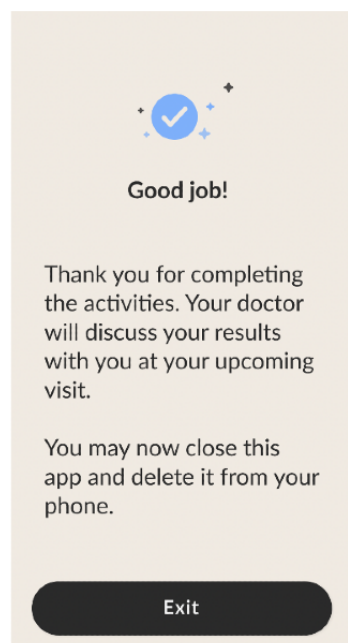 Good job!
Thank you for completing
the activities. Your doctor
will discuss your results
with you at your upcoming
visit.
You may now close this
app and delete it from your
phone.
Exit